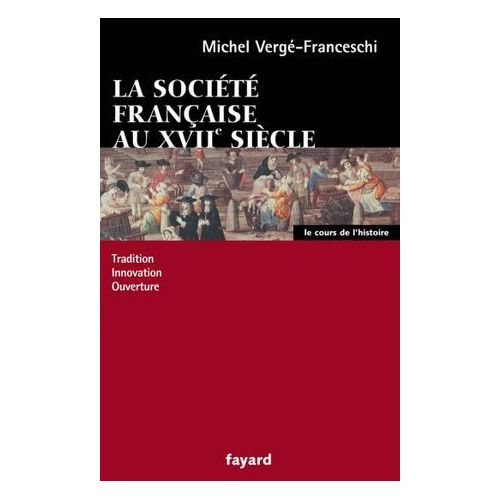 Michel Vergé-Franceschi
LA SOCIÉTÉ
FRANÇAISE
AU XVIIᵉ SIÈCLE
le cours de l'histoire
Tradition
Innovation
Ouverture
fayard